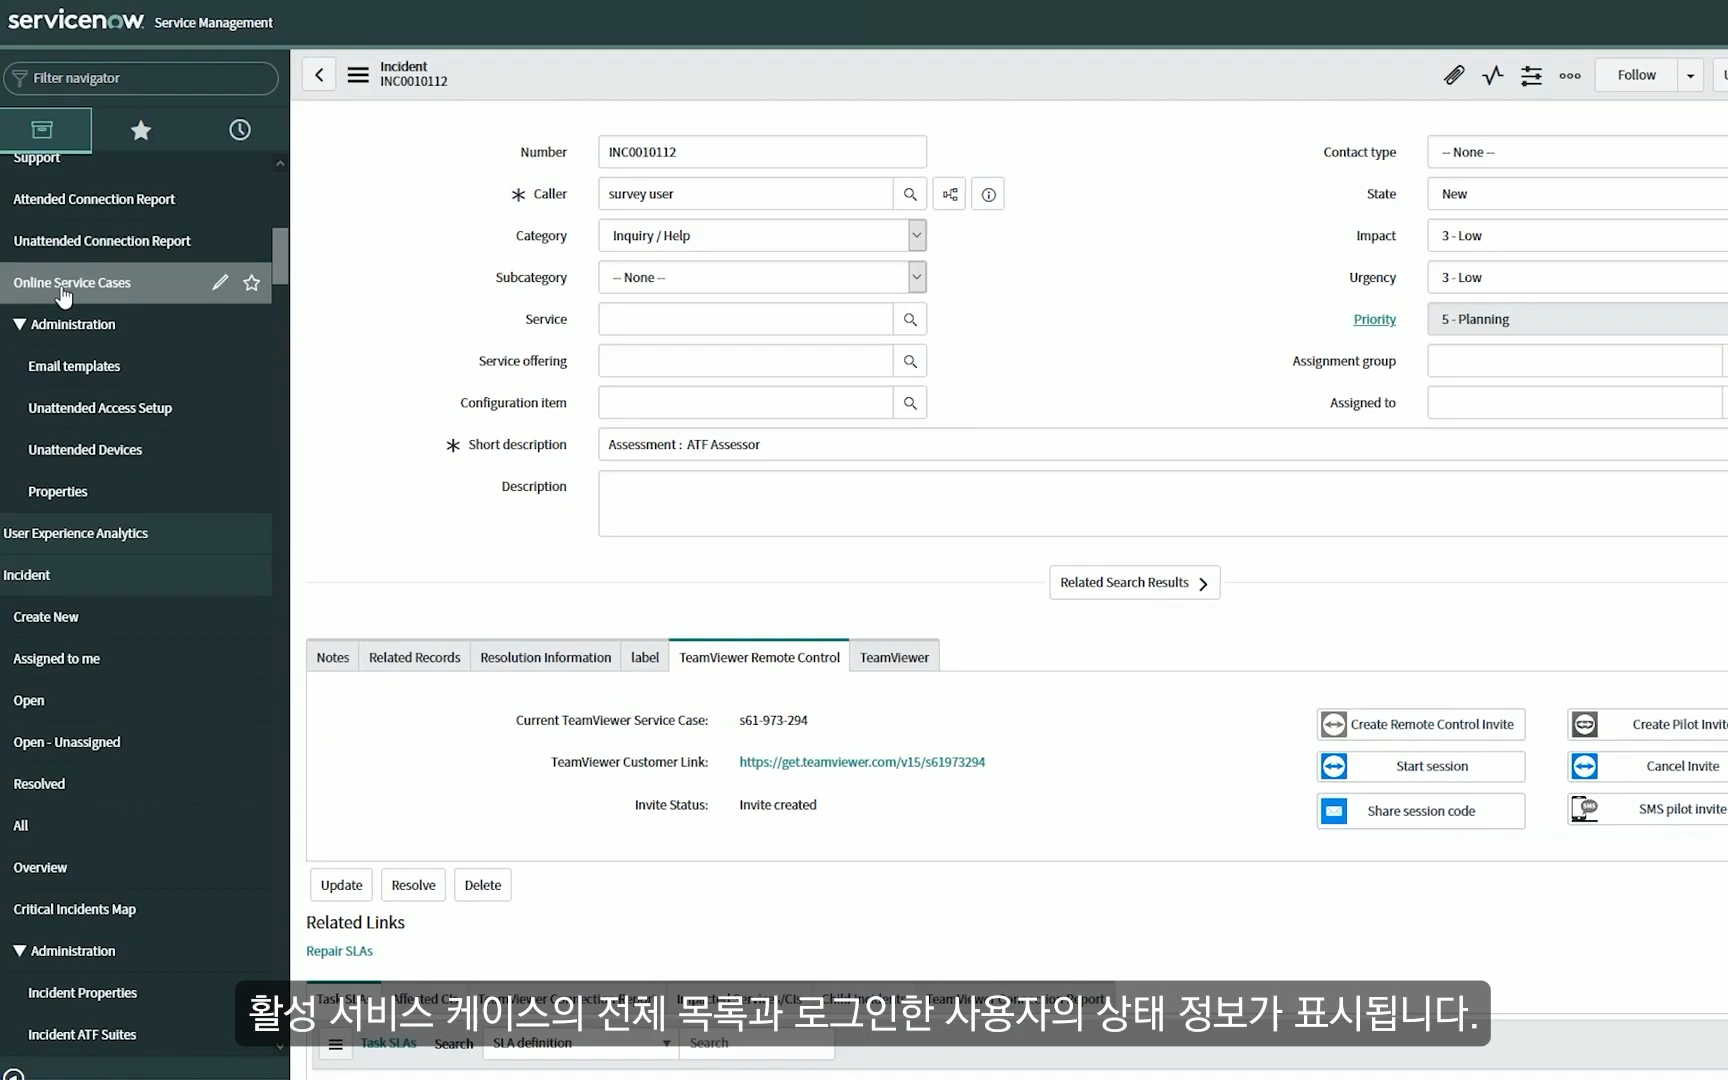 servicenow Service Management
Filter navigator
Support
Attended Connection Report
Unattended Connection Report
Online Service Cases
Administration
Email templates
Unattended Access Setup
Unattended Devices
Properties
User Experience Analytics
Incident
Create New
Assigned to me
Open
Open - Unassigned
Resolved
All
Overview
Critical Incidents Map
Administration
Incident Properties
Incident ATF Suites
Incident
INC0010112
Follow
Number INC0010112
Contact type -- None --
Caller survey user
State New
Category Inquiry / Help
Impact 3 - Low
Subcategory -- None --
Urgency 3 - Low
Service
Priority 5 - Planning
Service offering
Assignment group
Configuration item
Assigned to
Short description Assessment : ATF Assessor
Description
Related Search Results
Notes Related Records Resolution Information label TeamViewer Remote Control TeamViewer
Current TeamViewer Service Case: s61-973-294
Create Remote Control Invite Create Pilot Invite
TeamViewer Customer Link: https://get.teamviewer.com/v15/s61973294
Start session Cancel Invite
Invite Status: Invite created
Share session code SMS pilot invite
Update Resolve Delete
Related Links
Repair SLAs
활성 서비스 케이스의 전체 목록과 로그인한 사용자의 상태 정보가 표시됩니다.
Task SLAs Search SLA definition Search